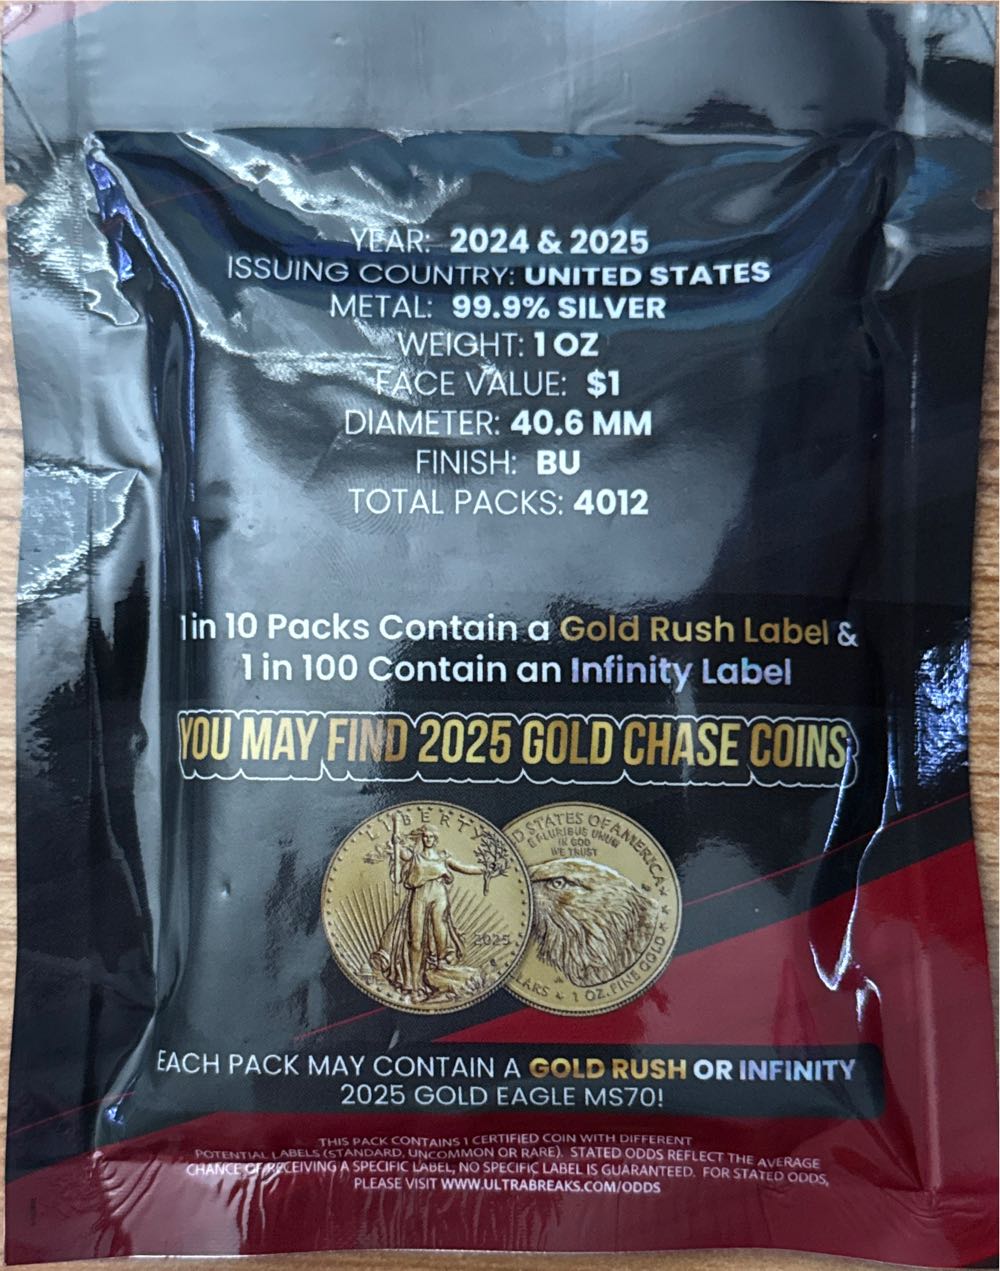 YEAR: 2024 & 2025
ISSUING COUNTRY: UNITED STATES
METAL: 99.9% SILVER
WEIGHT: 1 OZ
FACE VALUE: $1
DIAMETER: 40.6 MM
FINISH: BU
TOTAL PACKS: 4012
1 in 10 Packs Contain a Gold Rush Label &
1 in 100 Contain an Infinity Label
YOU MAY FIND 2025 GOLD CHASE COINS
LIBERTY
2025
D STATES OF AMERICA
E PLURIBUS UNUM
IN GOD
WE TRUST
LARS 1 OZ. FINE GOLD
EACH PACK MAY CONTAIN A GOLD RUSH OR INFINITY
2025 GOLD EAGLE MS70!
THIS PACK CONTAINS 1 CERTIFIED COIN WITH DIFFERENT
POTENTIAL LABELS (STANDARD, UNCOMMON OR RARE). STATED ODDS REFLECT THE AVERAGE
CHANCE OF RECEIVING A SPECIFIC LABEL, NO SPECIFIC LABEL IS GUARANTEED. FOR STATED ODDS,
PLEASE VISIT WWW.ULTRABREAKS.COM/ODDS